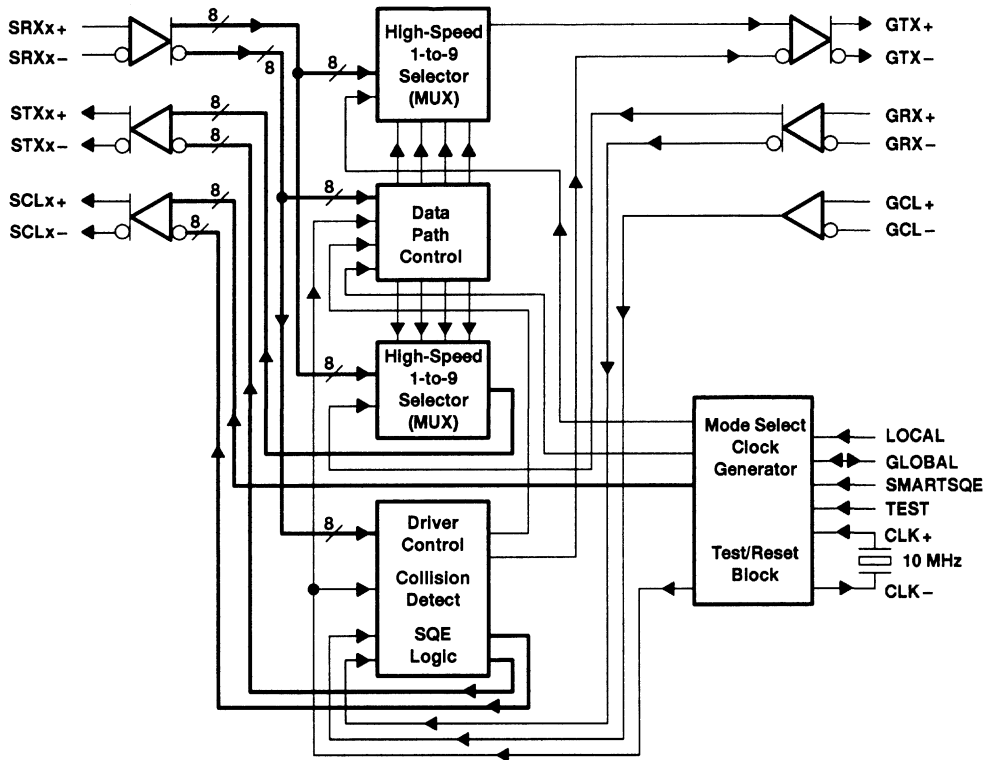 SRXx+
SRXx−
STXx+
STXx−
SCLx+
SCLx−
8
8
8
8
8
8
8
8
8
8
High-Speed
1-to-9
Selector
(MUX)
Data
Path
Control
High-Speed
1-to-9
Selector
(MUX)
Driver
Control
Collision
Detect
SQE
Logic
Mode Select
Clock
Generator
Test/Reset
Block
GTX+
GTX−
GRX+
GRX−
GCL+
GCL−
LOCAL
GLOBAL
SMARTSQE
TEST
CLK+
10 MHz
CLK−